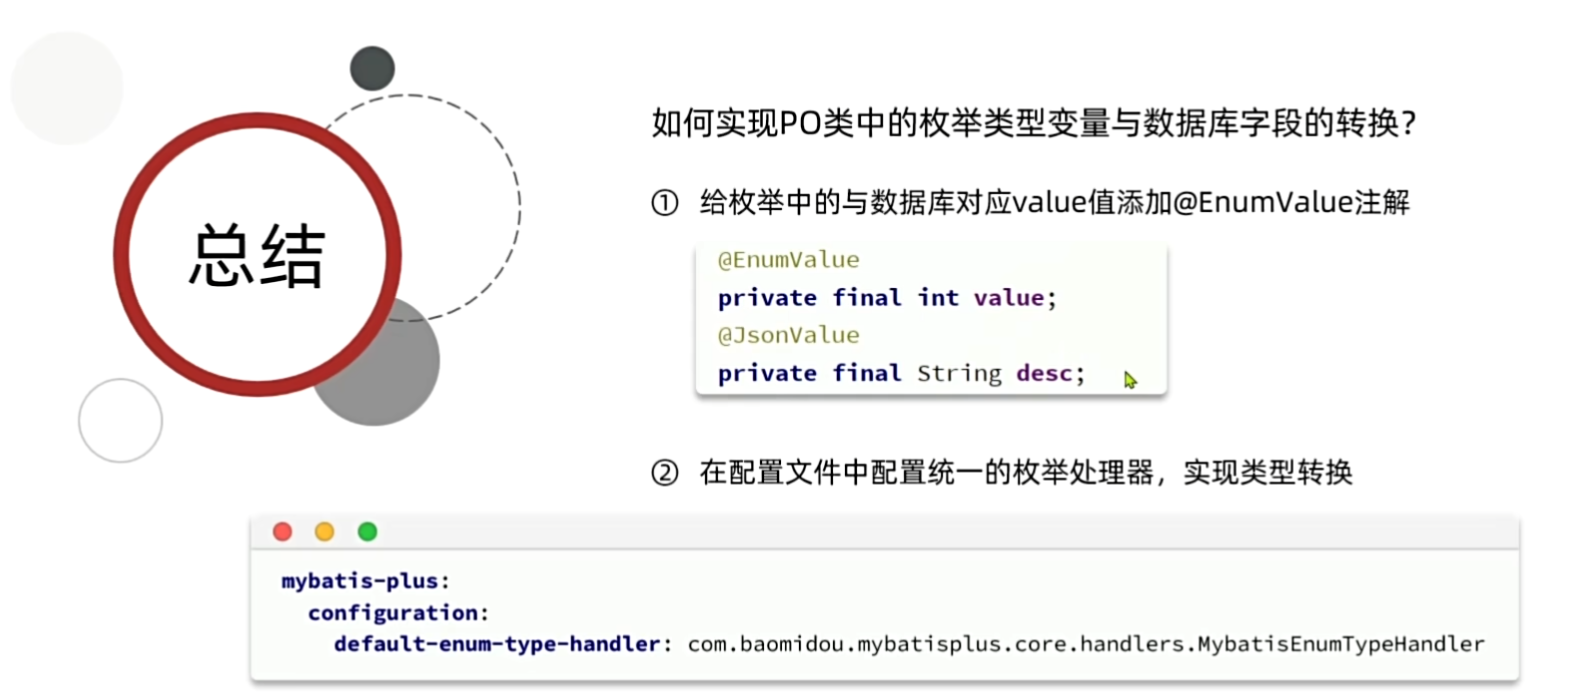 总结
如何实现PO类中的枚举类型变量与数据库字段的转换?
① 给枚举中的与数据库对应value值添加@EnumValue注解
@EnumValue
private final int value;
@JsonValue
private final String desc;
② 在配置文件中配置统一的枚举处理器，实现类型转换
mybatis-plus:
  configuration:
    default-enum-type-handler: com.baomidou.mybatisplus.core.handlers.MybatisEnumTypeHandler